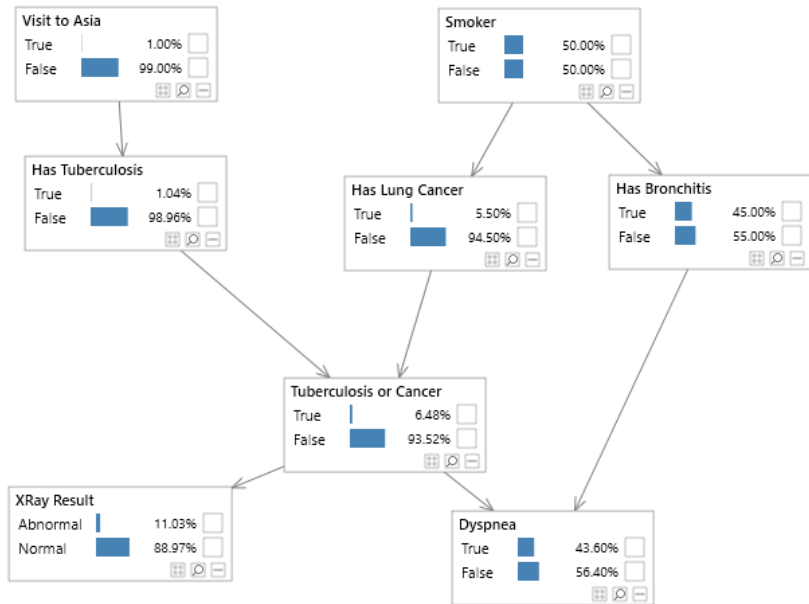 Visit to Asia
True 1.00%
False 99.00%
Smoker
True 50.00%
False 50.00%
Has Tuberculosis
True 1.04%
False 98.96%
Has Lung Cancer
True 5.50%
False 94.50%
Has Bronchitis
True 45.00%
False 55.00%
Tuberculosis or Cancer
True 6.48%
False 93.52%
XRay Result
Abnormal 11.03%
Normal 88.97%
Dyspnea
True 43.60%
False 56.40%